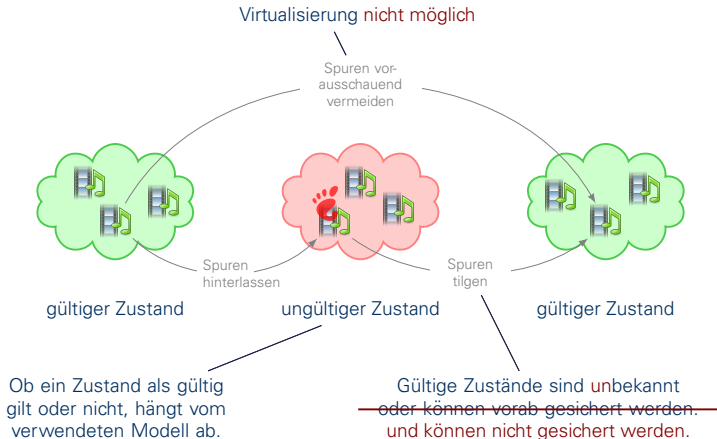 Virtualisierung nicht möglich
Spuren vor-
ausschauend
vermeiden
Spuren
hinterlassen
Spuren
tilgen
gültiger Zustand
ungültiger Zustand
gültiger Zustand
Ob ein Zustand als gültig
gilt oder nicht, hängt vom
verwendeten Modell ab.
Gültige Zustände sind unbekannt
oder können vorab gesichert werden.
und können nicht gesichert werden.